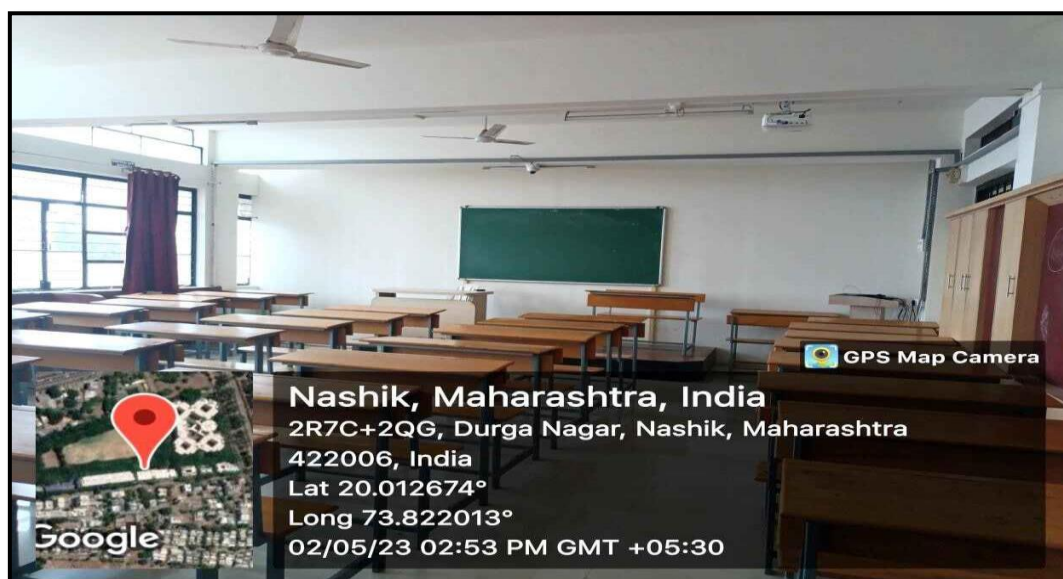 GPS Map Camera
Nashik, Maharashtra, India
2R7C+2QG, Durga Nagar, Nashik, Maharashtra
422006, India
Lat 20.012674°
Long 73.822013°
02/05/23 02:53 PM GMT +05:30
Google